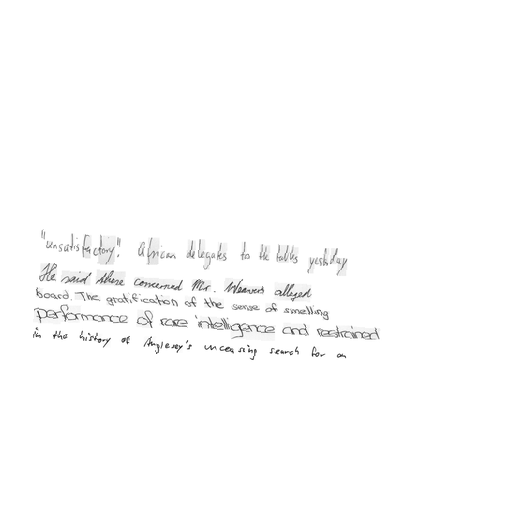 "unsatisfactory". African delegates to the talks yesterday
He said these concerned Mr. Weaver's alleged
board. The gratification of the sense of smelling
performance of rare intelligence and restrained
in the history of Anglesey's unceasing search for an